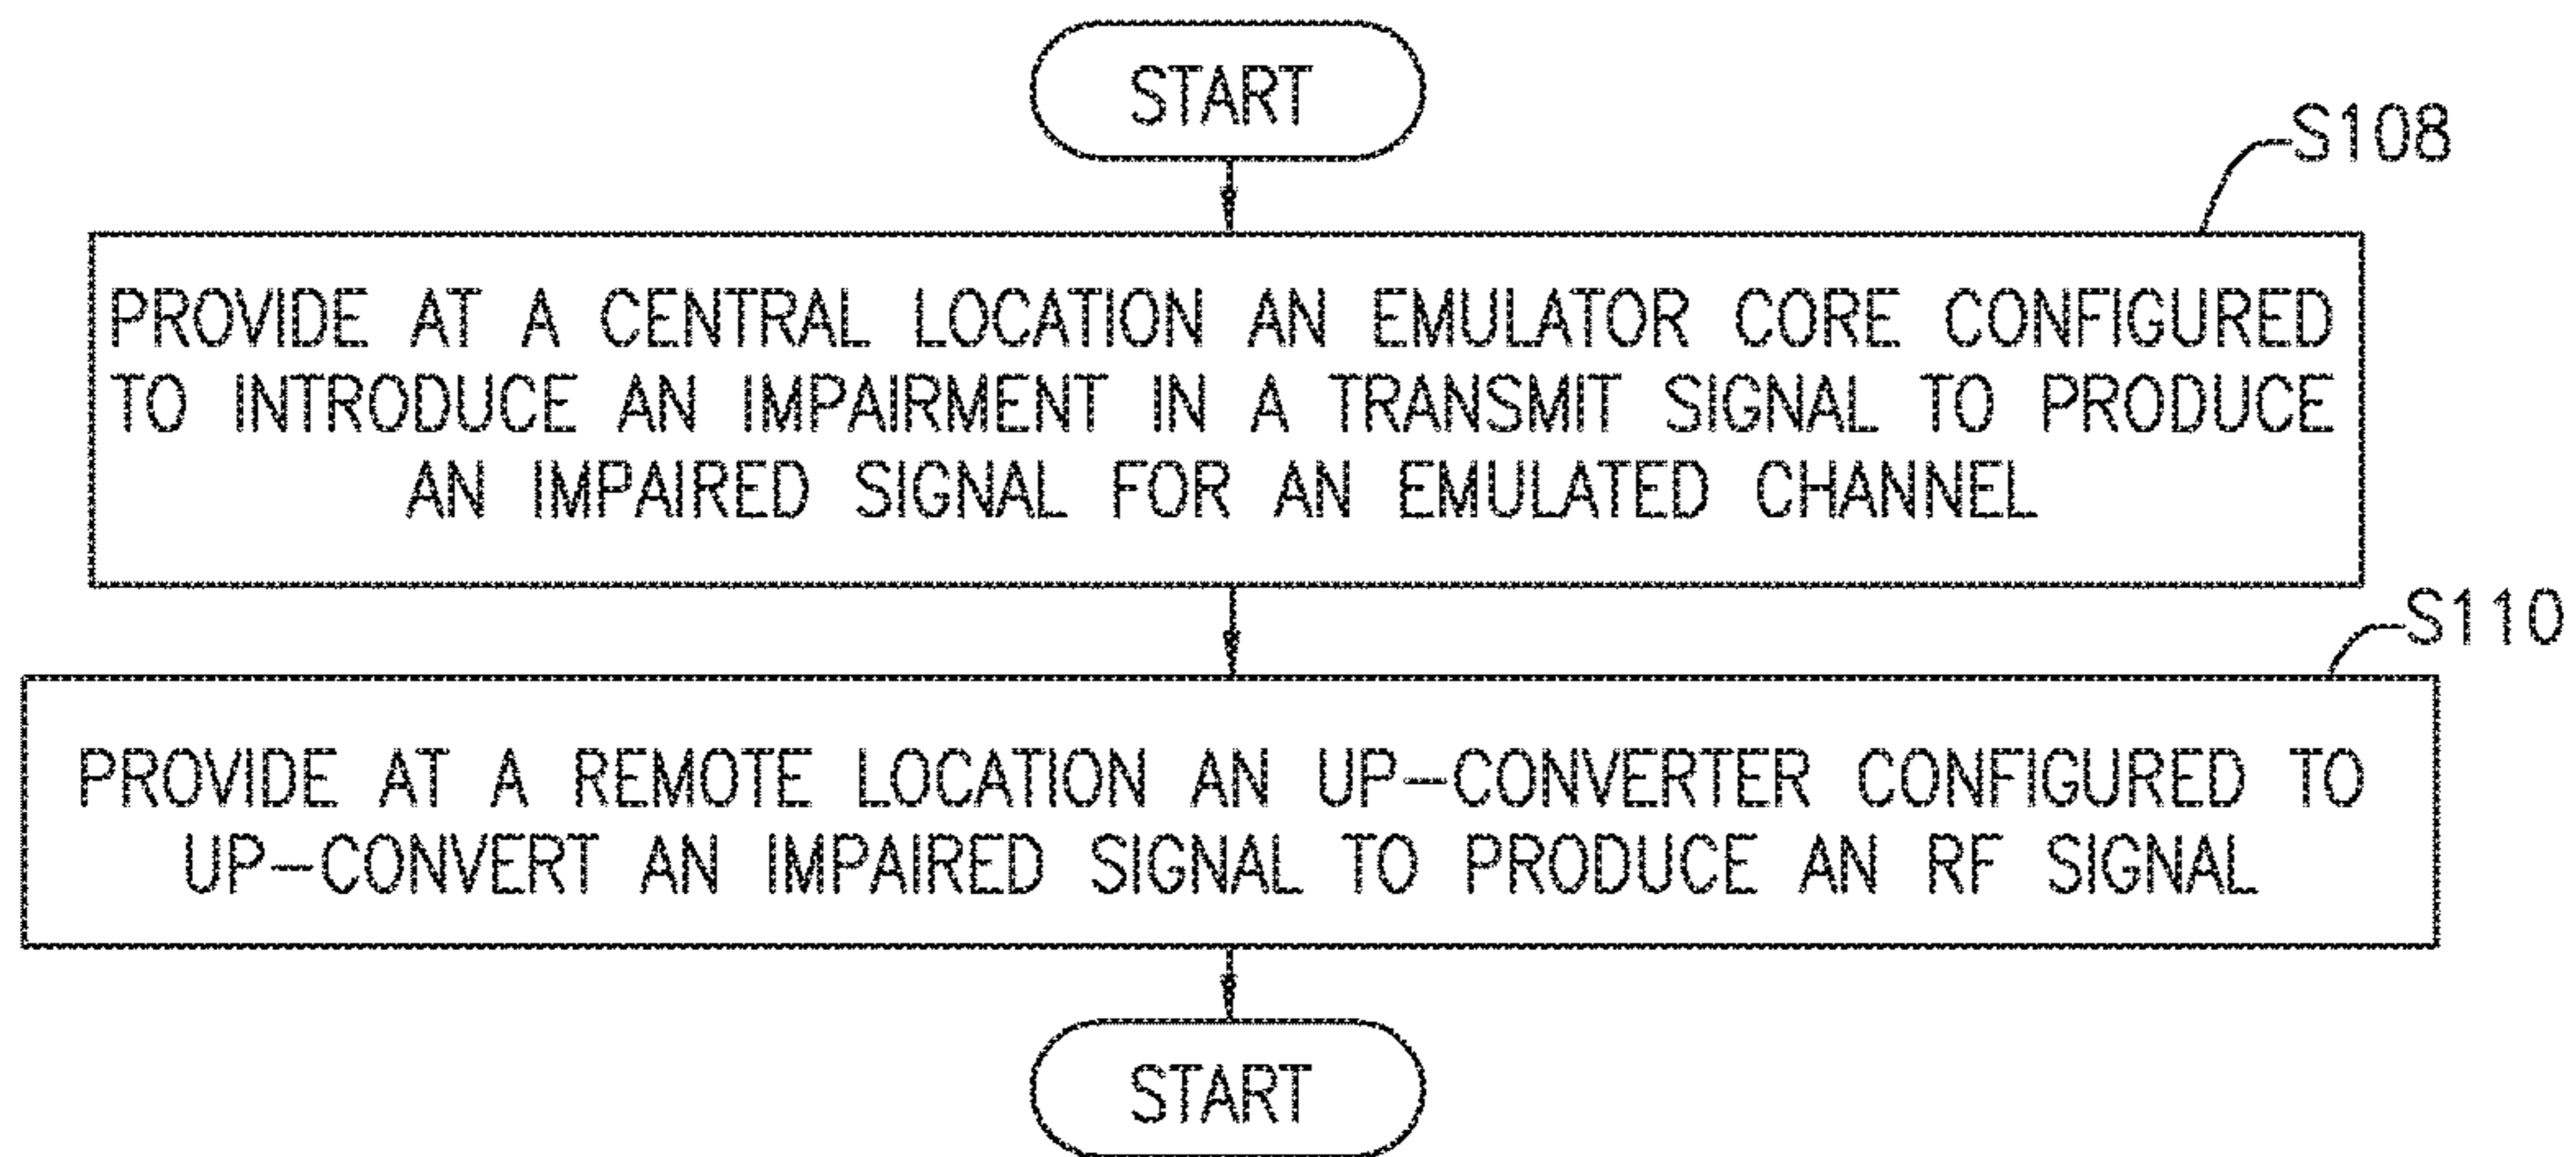 START
S108
PROVIDE AT A CENTRAL LOCATION AN EMULATOR CORE CONFIGURED
TO INTRODUCE AN IMPAIRMENT IN A TRANSMIT SIGNAL TO PRODUCE
AN IMPAIRED SIGNAL FOR AN EMULATED CHANNEL
S110
PROVIDE AT A REMOTE LOCATION AN UP-CONVERTER CONFIGURED TO
UP-CONVERT AN IMPAIRED SIGNAL TO PRODUCE AN RF SIGNAL
START